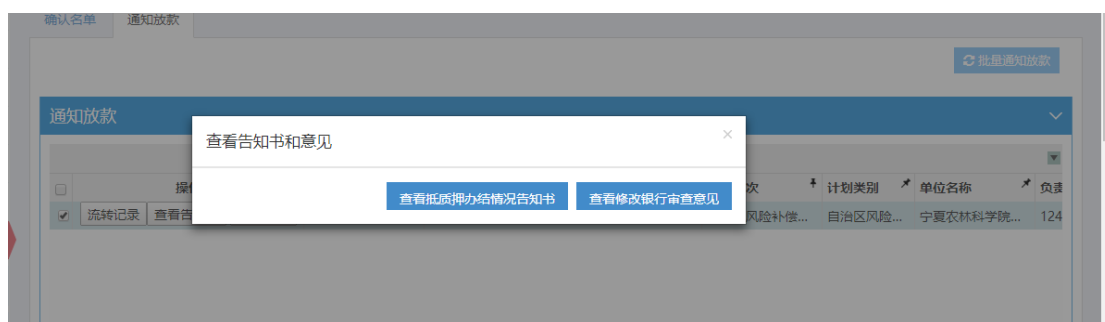 确认名单 通知放款
批量通知放款
通知放款
查看告知书和意见 ×
查看抵质押办结情况告知书 查看修改银行审查意见
操 次 计划类别 单位名称 负责
流转记录 查看告 风险补偿... 自治区风险... 宁夏农林科学院... 124